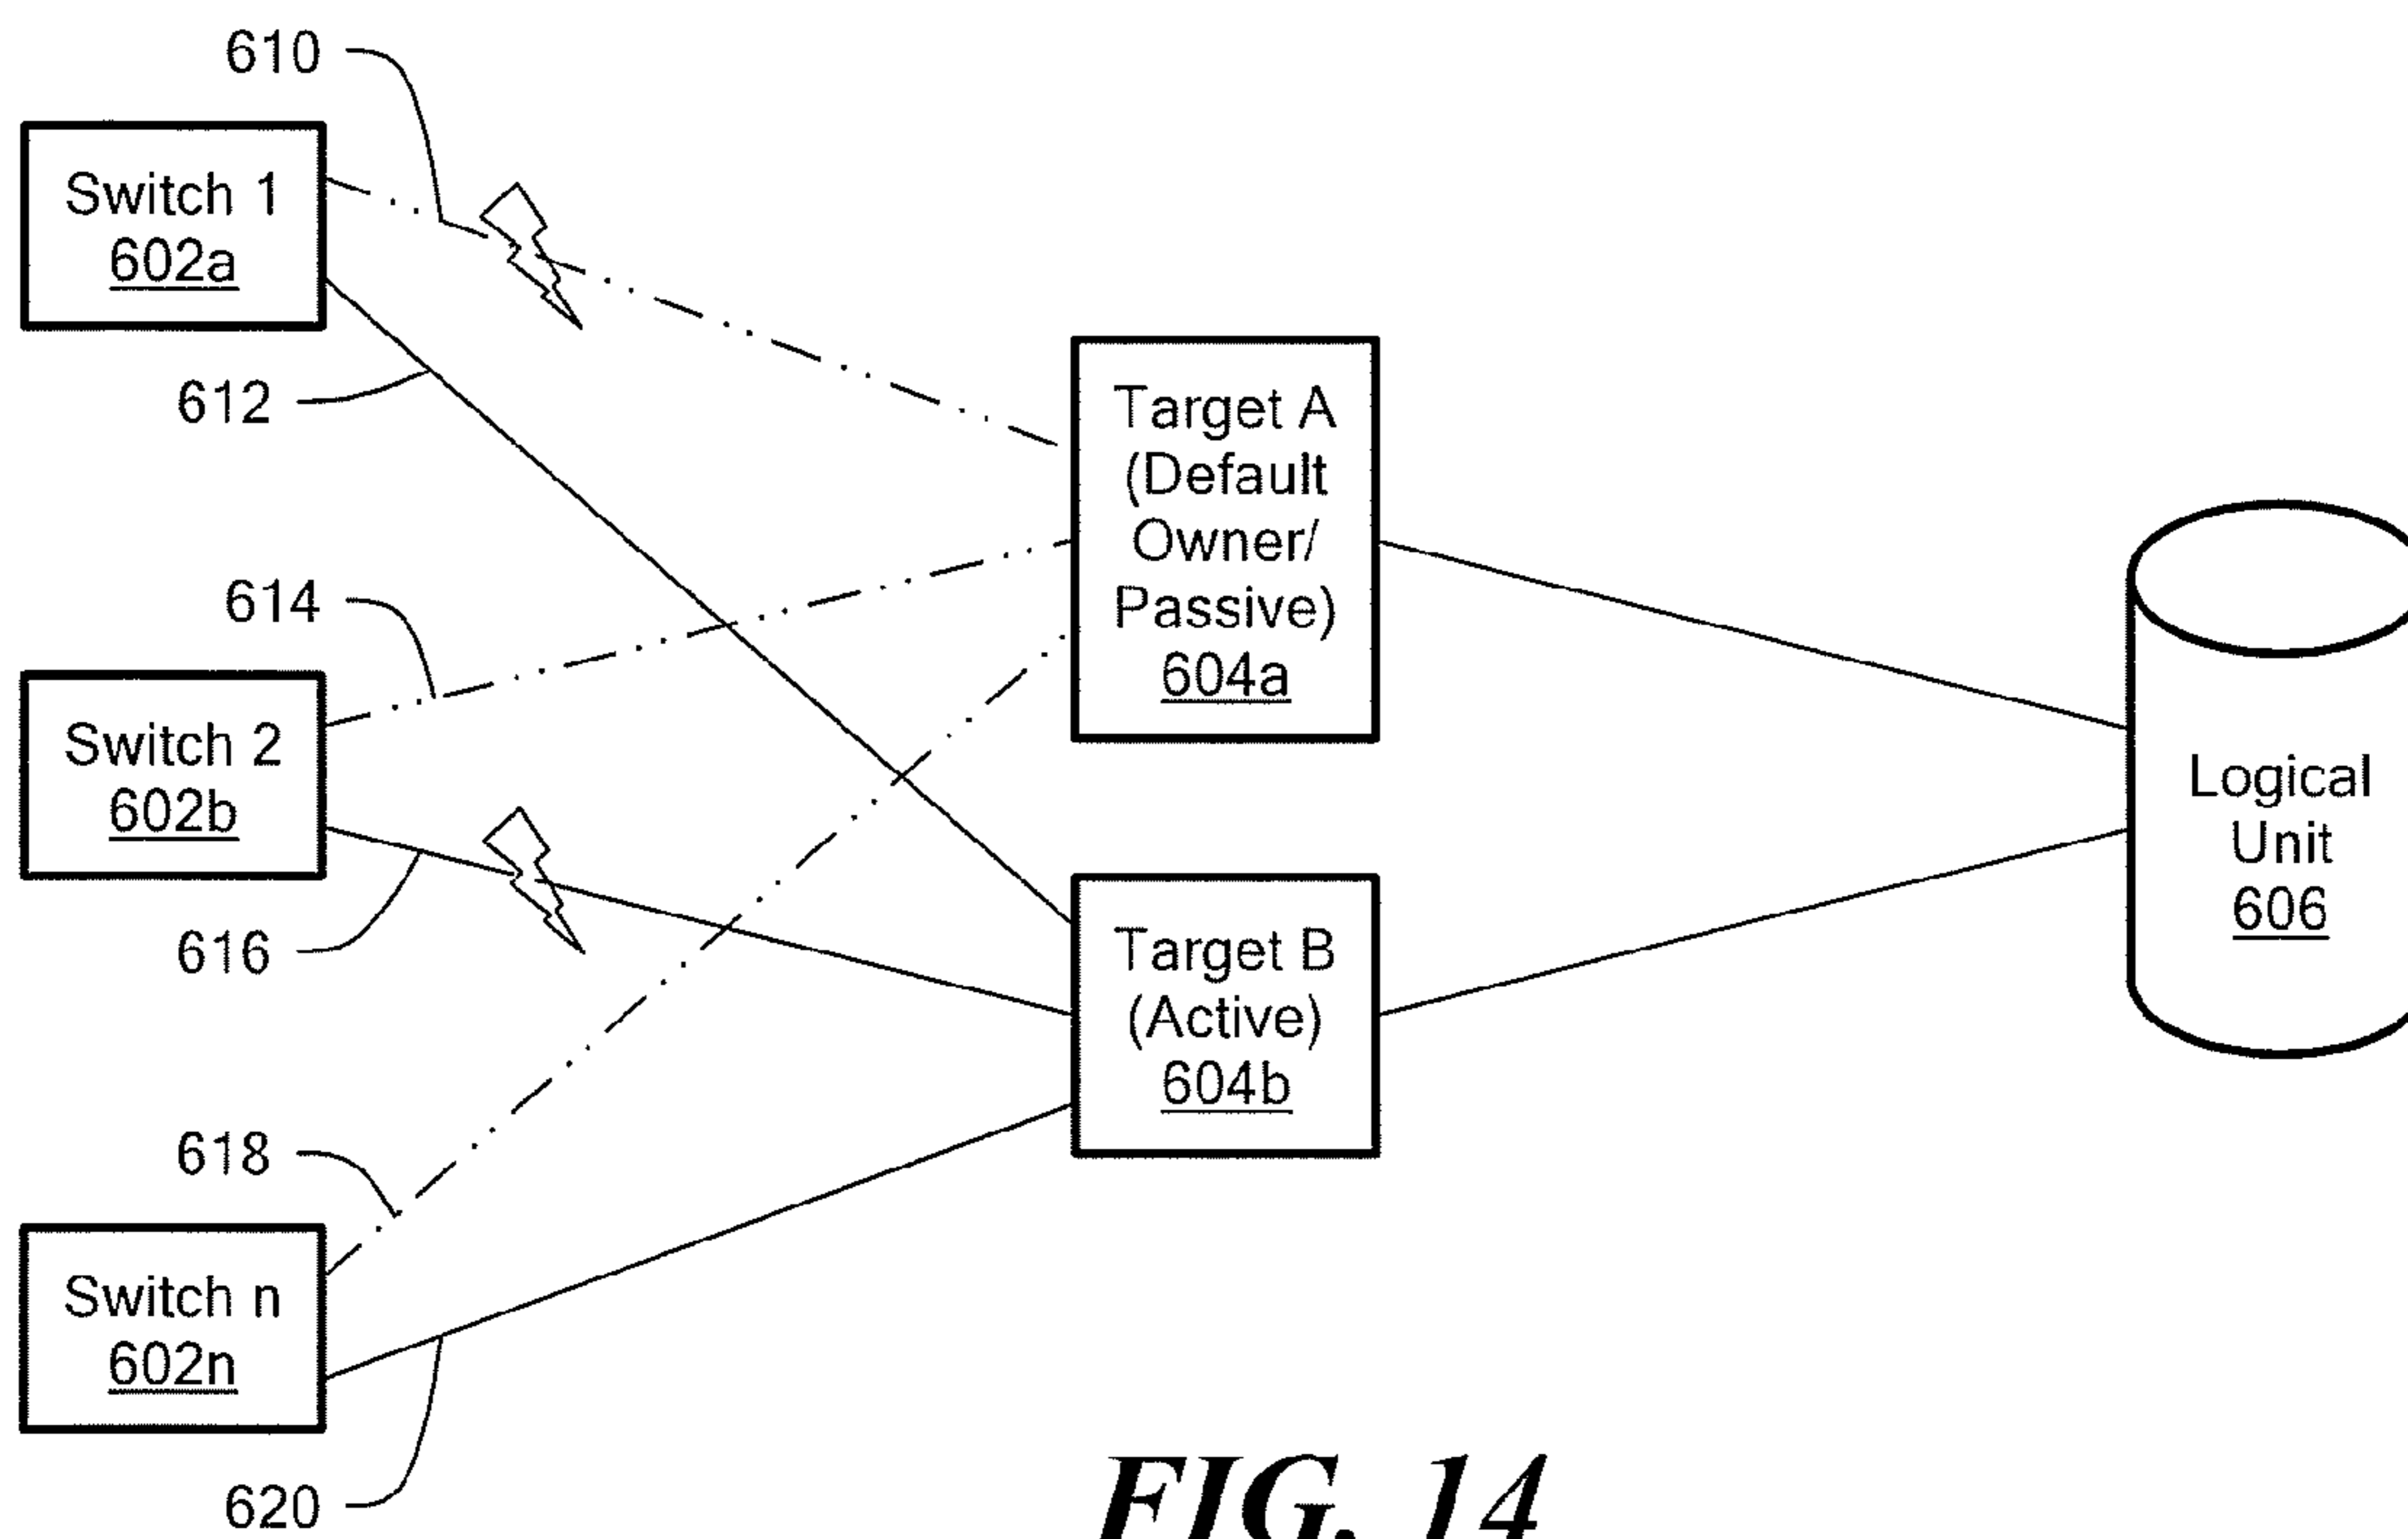 610
Switch 1
602a
612
614
Switch 2
602b
616
618
Switch n
602n
620
Target A
(Default
Owner/
Passive)
604a
Target B
(Active)
604b
Logical
Unit
606
FIG. 14